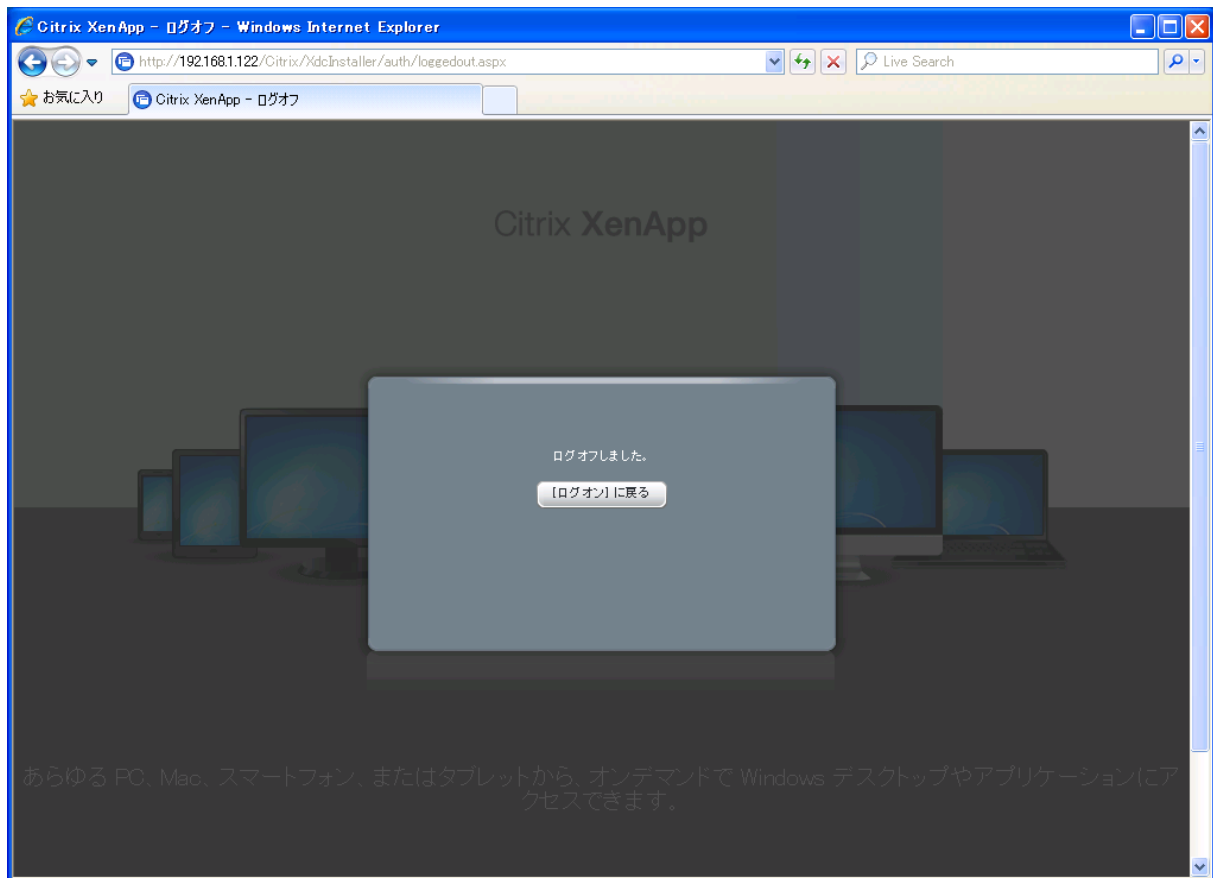 Citrix XenApp - ログオフ - Windows Internet Explorer
http://192.168.1.122/Citrix/XdcInstaller/auth/loggedout.aspx
Live Search
お気に入り
Citrix XenApp - ログオフ
Citrix XenApp
ログオフしました。
[ログオン] に戻る
あらゆる PC、Mac、スマートフォン、またはタブレットから、オンデマンドで Windows デスクトップやアプリケーションにア
クセスできます。